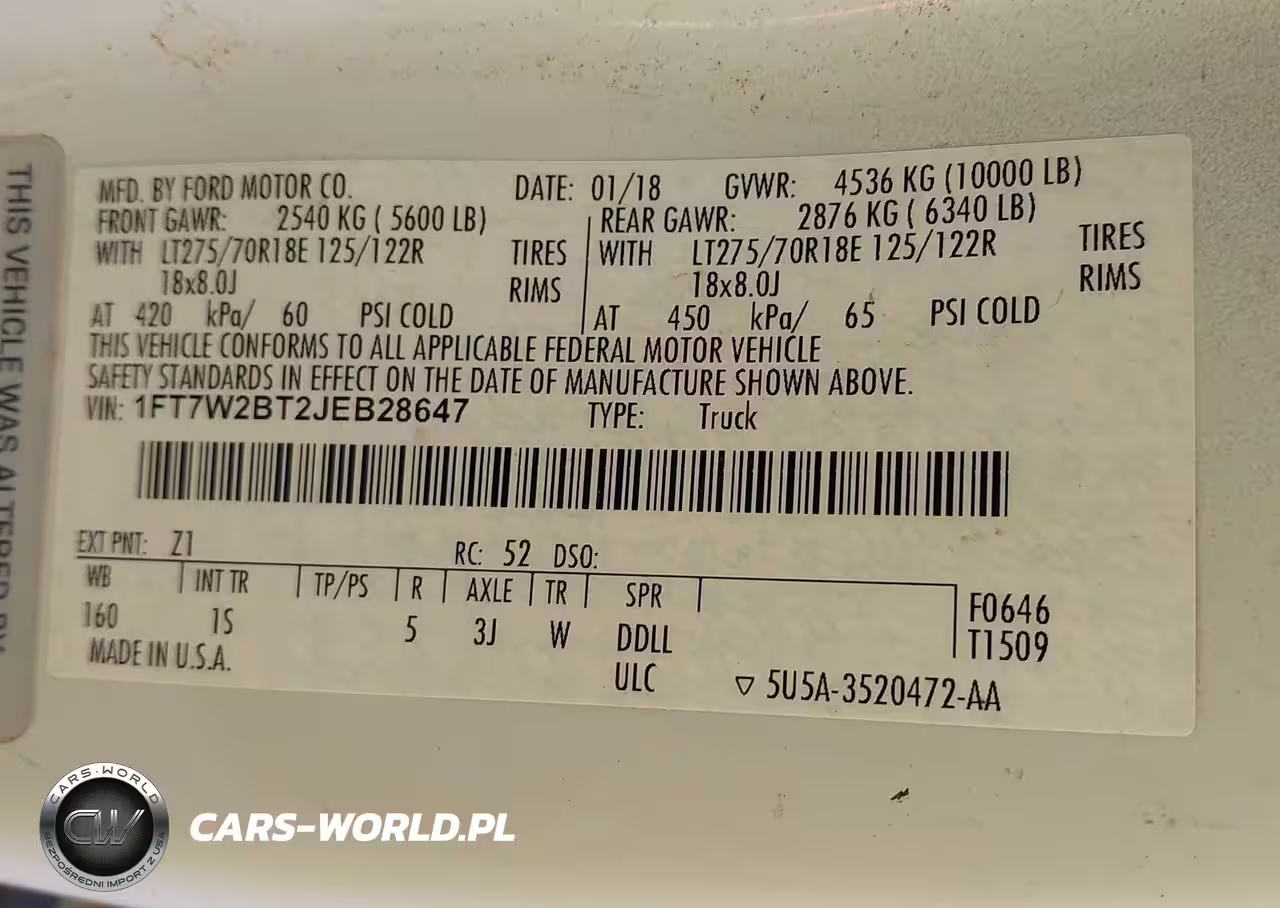 MFD. BY FORD MOTOR CO. DATE: 01/18 GVWR: 4536 KG (10000 LB)
FRONT GAWR: 2540 KG ( 5600 LB) REAR GAWR: 2876 KG ( 6340 LB)
WITH LT275/70R18E 125/122R TIRES WITH LT275/70R18E 125/122R TIRES
18x8.0J RIMS 18x8.0J RIMS
AT 420 kPa/ 60 PSI COLD AT 450 kPa/ 65 PSI COLD
THIS VEHICLE CONFORMS TO ALL APPLICABLE FEDERAL MOTOR VEHICLE
SAFETY STANDARDS IN EFFECT ON THE DATE OF MANUFACTURE SHOWN ABOVE.
VIN: 1FT7W2BT2JEB28647 TYPE: Truck
EXT PNT: Z1 RC: 52 DSO:
WB INT TR TP/PS R AXLE TR SPR F0646
160 1S 5 3J W DDLL T1509
MADE IN U.S.A. ULC ▽ 5U5A-3520472-AA
THIS VEHICLE WAS ALTERED BY
CARS-WORLD
CW
BEZPOŚREDNI IMPORT Z USA
CARS-WORLD.PL